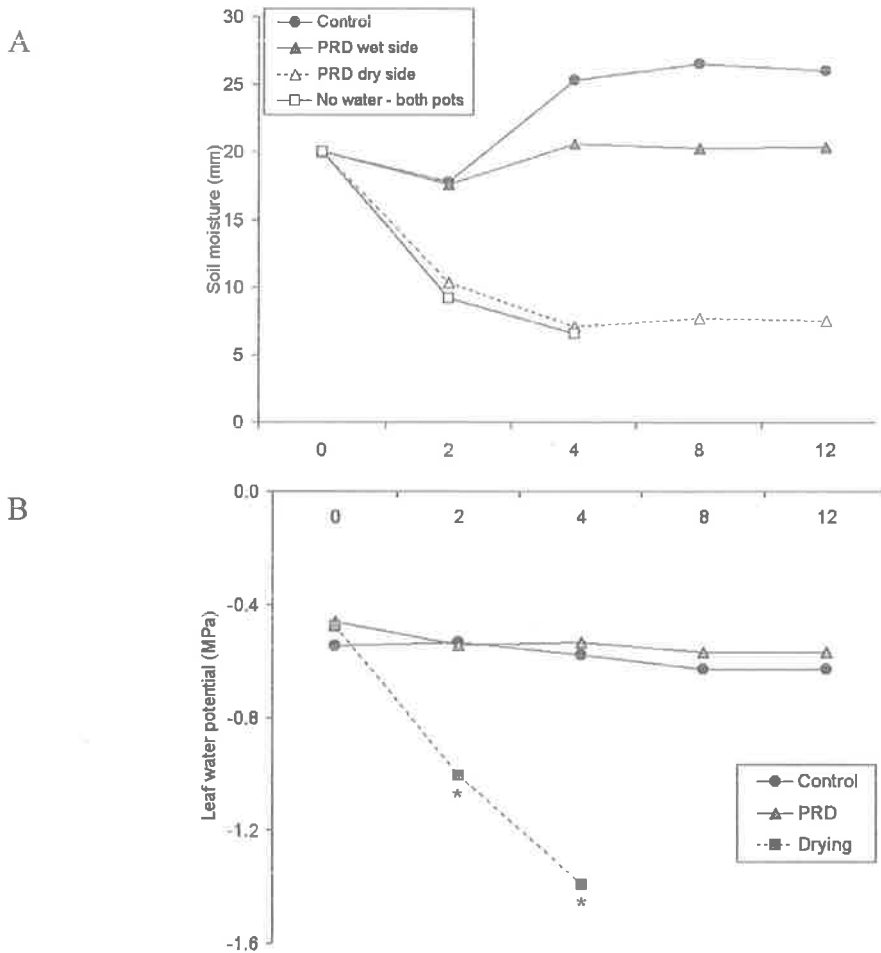 A
Control
PRD wet side
PRD dry side
No water - both pots
Soil moisture (mm)
30
25
20
15
10
5
0
0 2 4 8 12
B
Leaf water potential (MPa)
0.0
-0.4
-0.8
-1.2
-1.6
0 2 4 8 12
*
*
Control
PRD
Drying